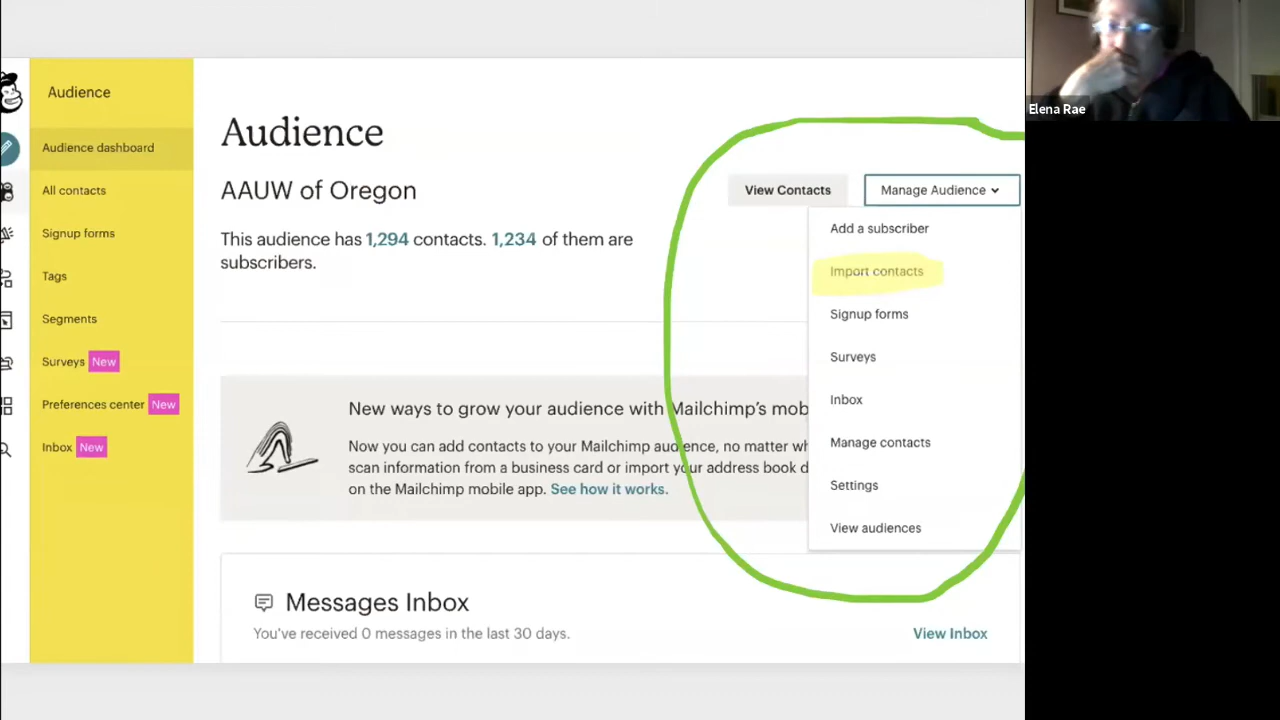 Audience
Audience dashboard
All contacts
Signup forms
Tags
Segments
Surveys New
Preferences center New
Inbox New
Audience
AAUW of Oregon
This audience has 1,294 contacts. 1,234 of them are
subscribers.
View Contacts
Manage Audience
Add a subscriber
Import contacts
Signup forms
Surveys
Inbox
Manage contacts
Settings
View audiences
New ways to grow your audience with Mailchimp's mob
Now you can add contacts to your Mailchimp audience, no matter wh
scan information from a business card or import your address book d
on the Mailchimp mobile app. See how it works.
Messages Inbox
You've received 0 messages in the last 30 days.
View Inbox
Elena Rae